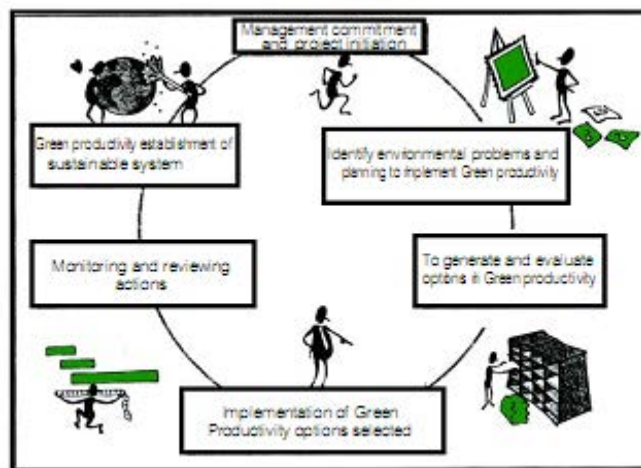 Management commitment
and project initiation
Identify environmental problems and
planning to implement Green productivity
To generate and evaluate
options in Green productivity
Implementation of Green
Productivity options selected
Monitoring and reviewing
actions
Green productivity establishment of
sustainable system